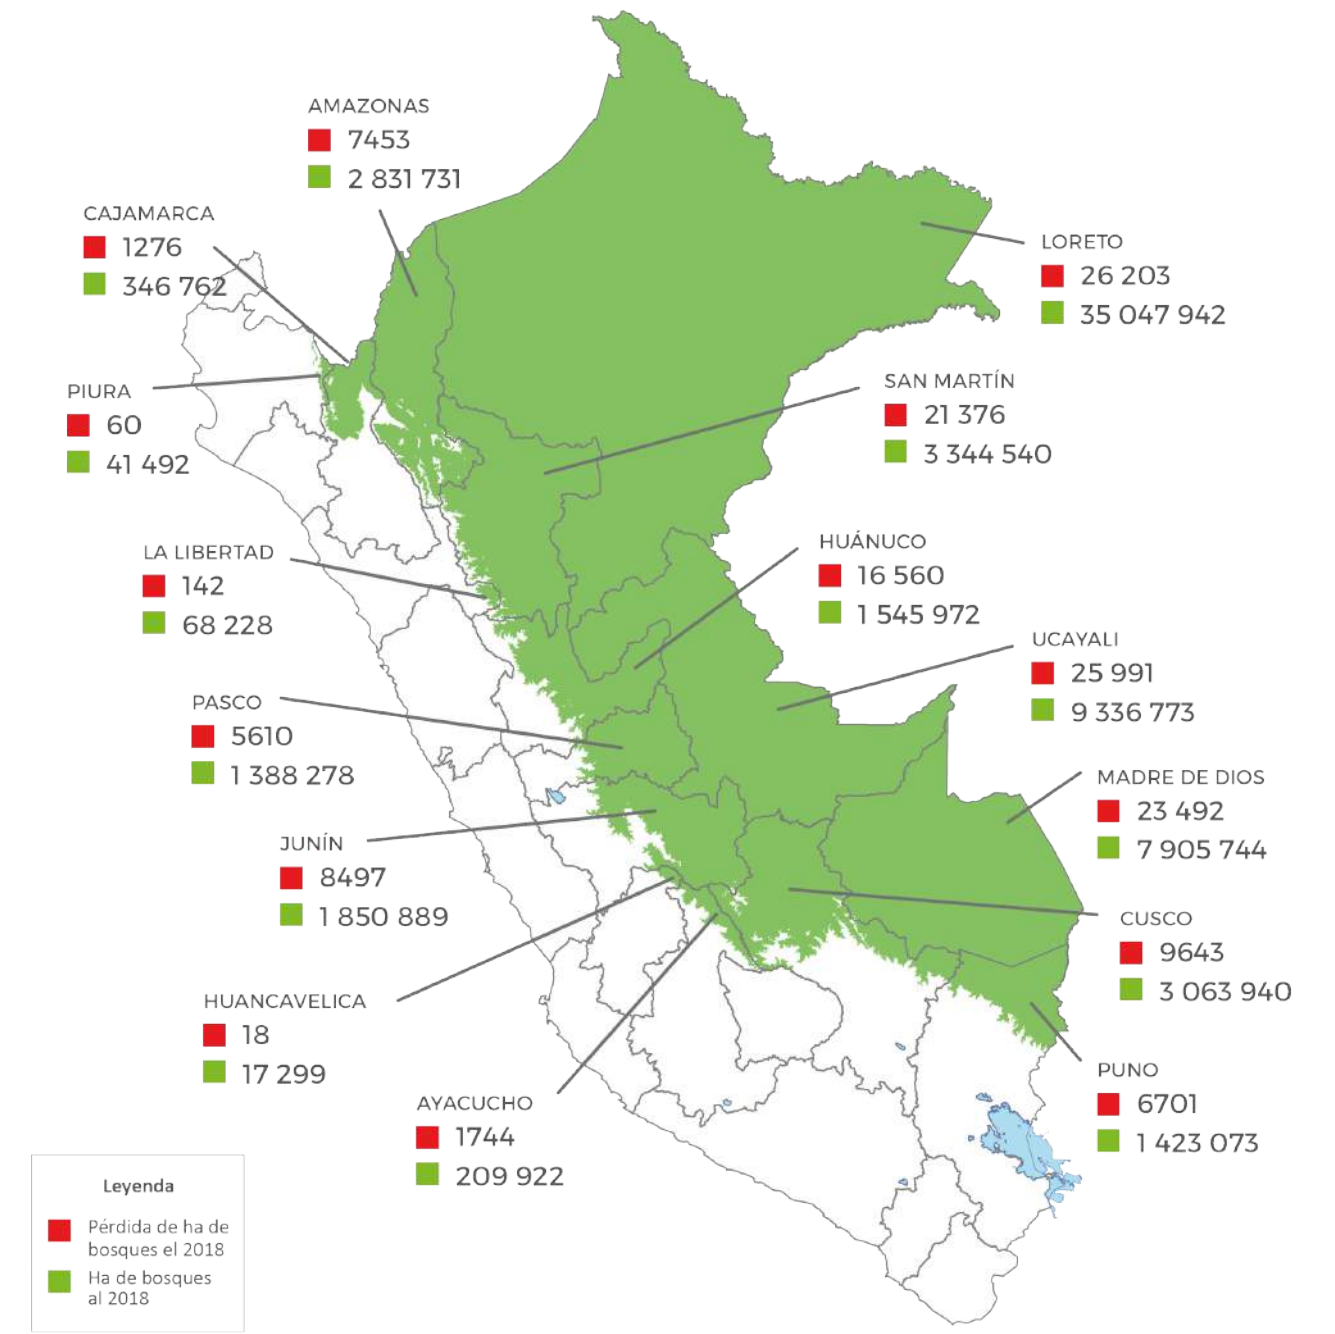 AMAZONAS
7453
2 831 731
CAJAMARCA
1276
346 762
LORETO
26 203
35 047 942
PIURA
60
41 492
SAN MARTÍN
21 376
3 344 540
LA LIBERTAD
142
68 228
HUÁNUCO
16 560
1 545 972
UCAYALI
25 991
9 336 773
PASCO
5610
1 388 278
MADRE DE DIOS
23 492
7 905 744
JUNÍN
8497
1 850 889
CUSCO
9643
3 063 940
HUANCAVELICA
18
17 299
PUNO
6701
1 423 073
AYACUCHO
1744
209 922
Leyenda
Pérdida de ha de
bosques el 2018
Ha de bosques
al 2018